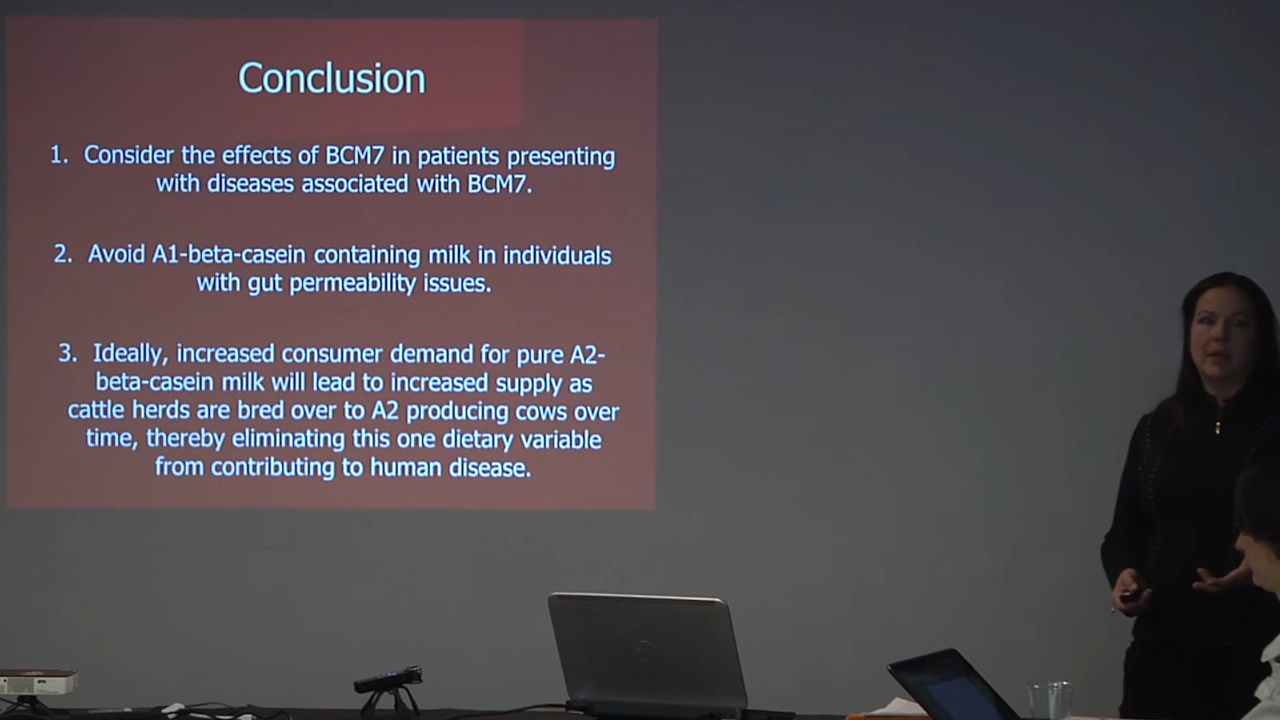 Conclusion
1. Consider the effects of BCM7 in patients presenting
with diseases associated with BCM7.
2. Avoid A1-beta-casein containing milk in individuals
with gut permeability issues.
3. Ideally, increased consumer demand for pure A2-
beta-casein milk will lead to increased supply as
cattle herds are bred over to A2 producing cows over
time, thereby eliminating this one dietary variable
from contributing to human disease.